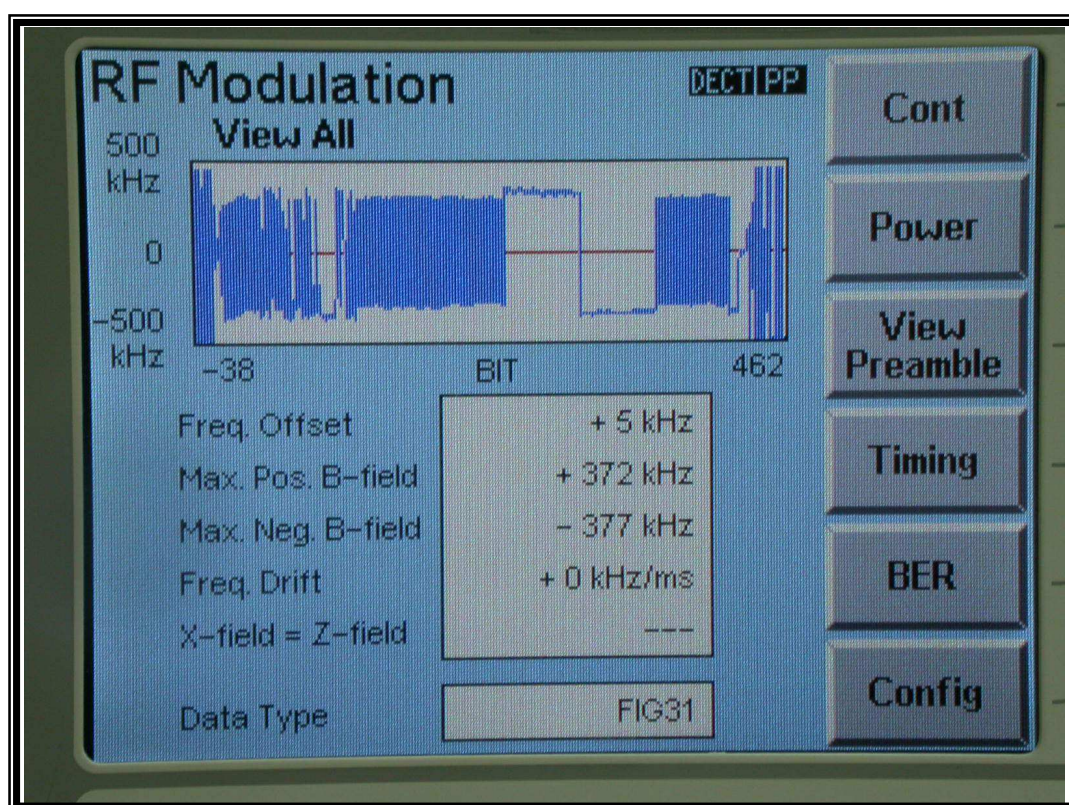 RF Modulation
DECT PP
View All
500
kHz
0
-500
kHz
-38 BIT 462
Freq. Offset + 5 kHz
Max. Pos. B-field + 372 kHz
Max. Neg. B-field - 377 kHz
Freq. Drift + 0 kHz/ms
X-field = Z-field ---
Data Type FIG31
Cont
Power
View
Preamble
Timing
BER
Config